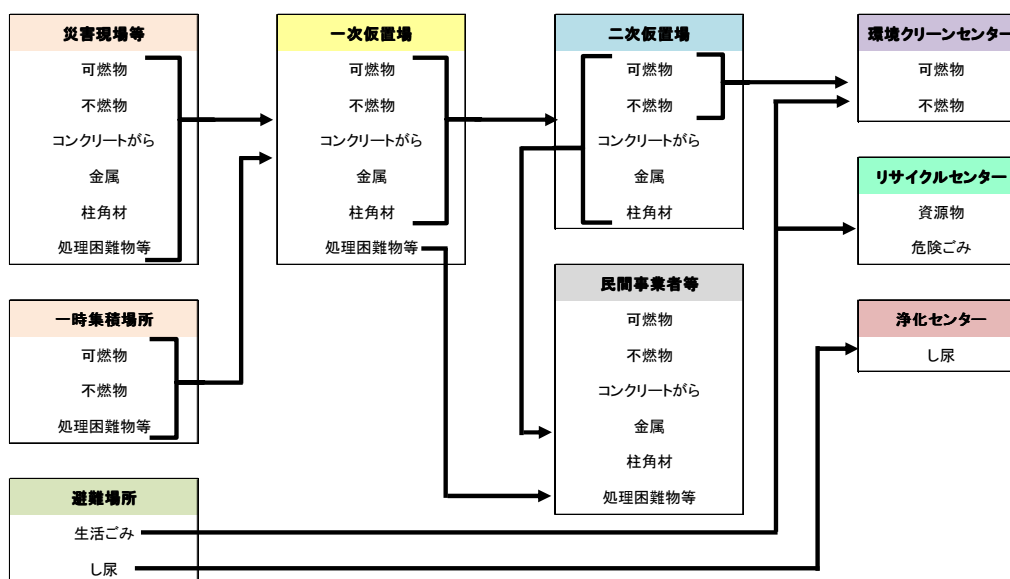 災害現場等
可燃物
不燃物
コンクリートがら
金属
柱角材
処理困難物等
一時集積場所
可燃物
不燃物
処理困難物等
避難場所
生活ごみ
し尿
一次仮置場
可燃物
不燃物
コンクリートがら
金属
柱角材
処理困難物等
二次仮置場
可燃物
不燃物
コンクリートがら
金属
柱角材
民間事業者等
可燃物
不燃物
コンクリートがら
金属
柱角材
処理困難物等
環境クリーンセンター
可燃物
不燃物
リサイクルセンター
資源物
危険ごみ
浄化センター
し尿